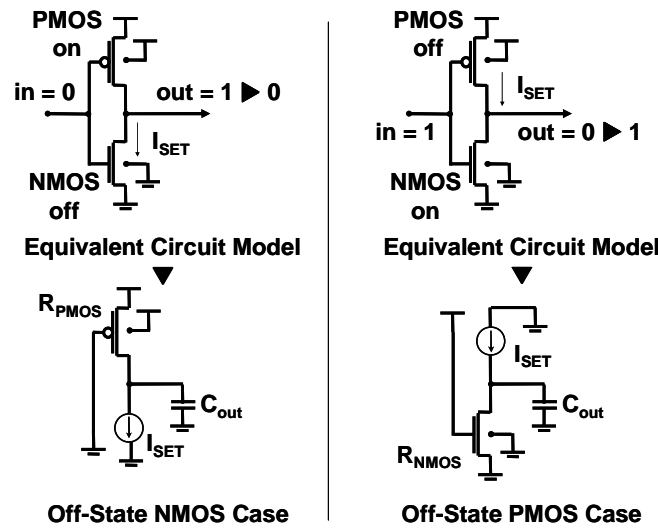 PMOS
on
in = 0
out = 1 ▶ 0
I_SET
NMOS
off
Equivalent Circuit Model
R_PMOS
C_out
I_SET
Off-State NMOS Case
PMOS
off
I_SET
in = 1
out = 0 ▶ 1
NMOS
on
Equivalent Circuit Model
I_SET
C_out
R_NMOS
Off-State PMOS Case